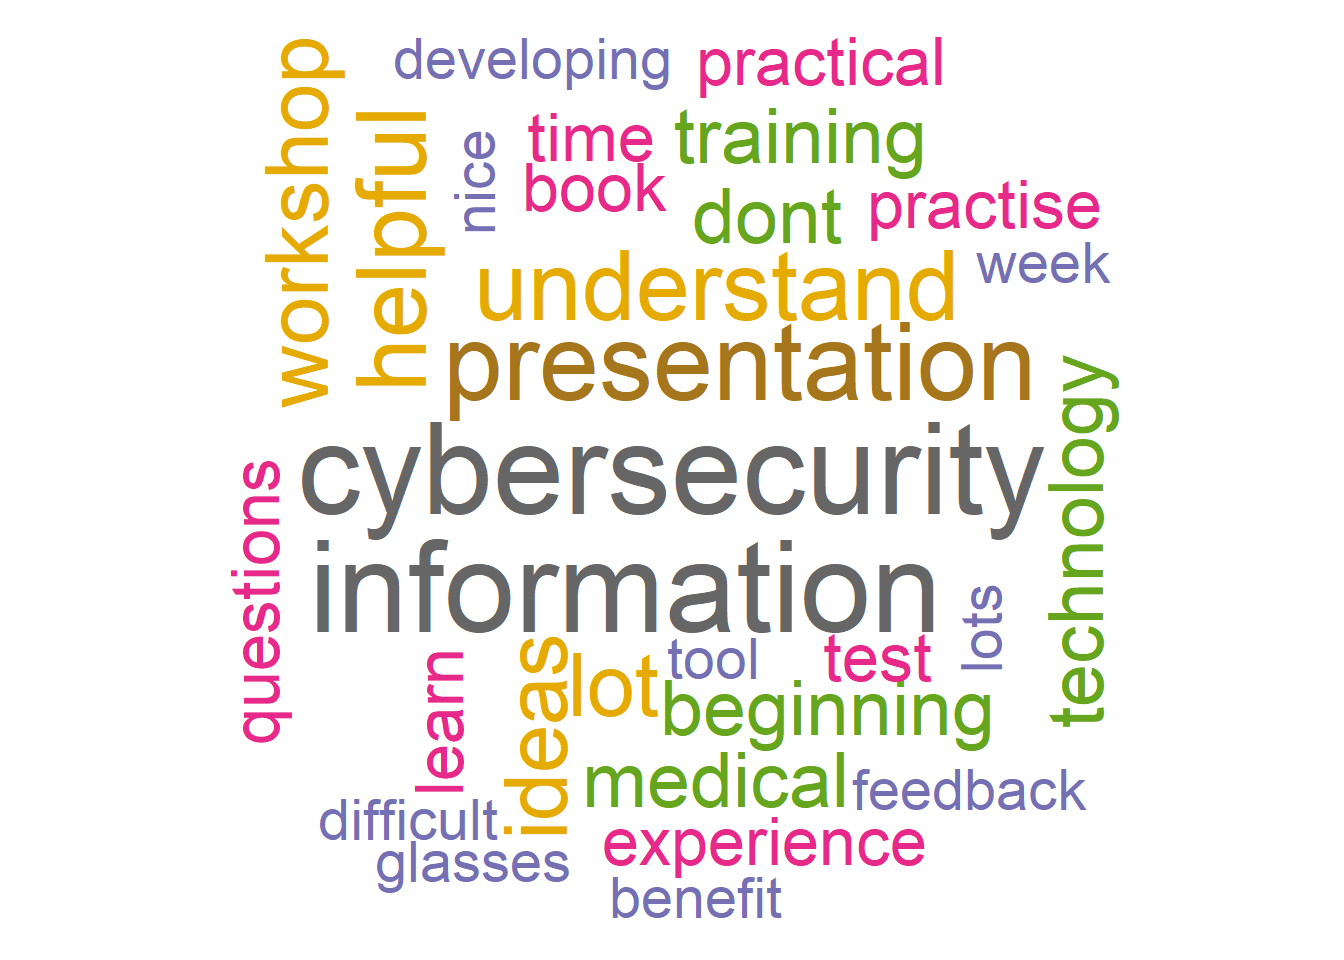 developing
practical
workshop
helpful
nice
time
training
book
dont
practise
understand
week
presentation
technology
cybersecurity
questions
information
lots
learn
ideas
lot
tool
test
beginning
medical
feedback
difficult
experience
glasses
benefit